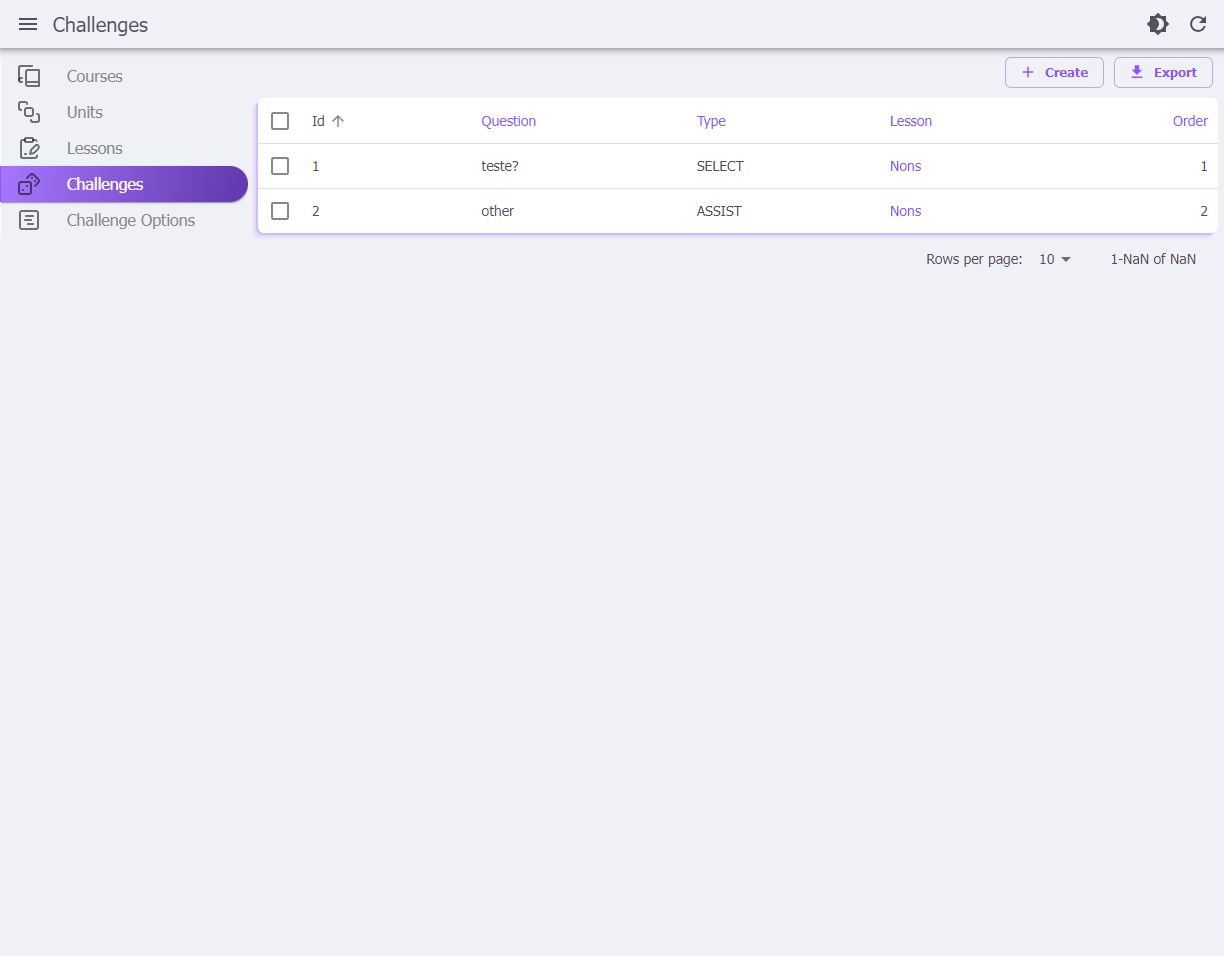 Challenges
Courses
Units
Lessons
Challenges
Challenge Options
Create Export
Id Question Type Lesson Order
1 teste? SELECT Nons 1
2 other ASSIST Nons 2
Rows per page: 10 1-NaN of NaN